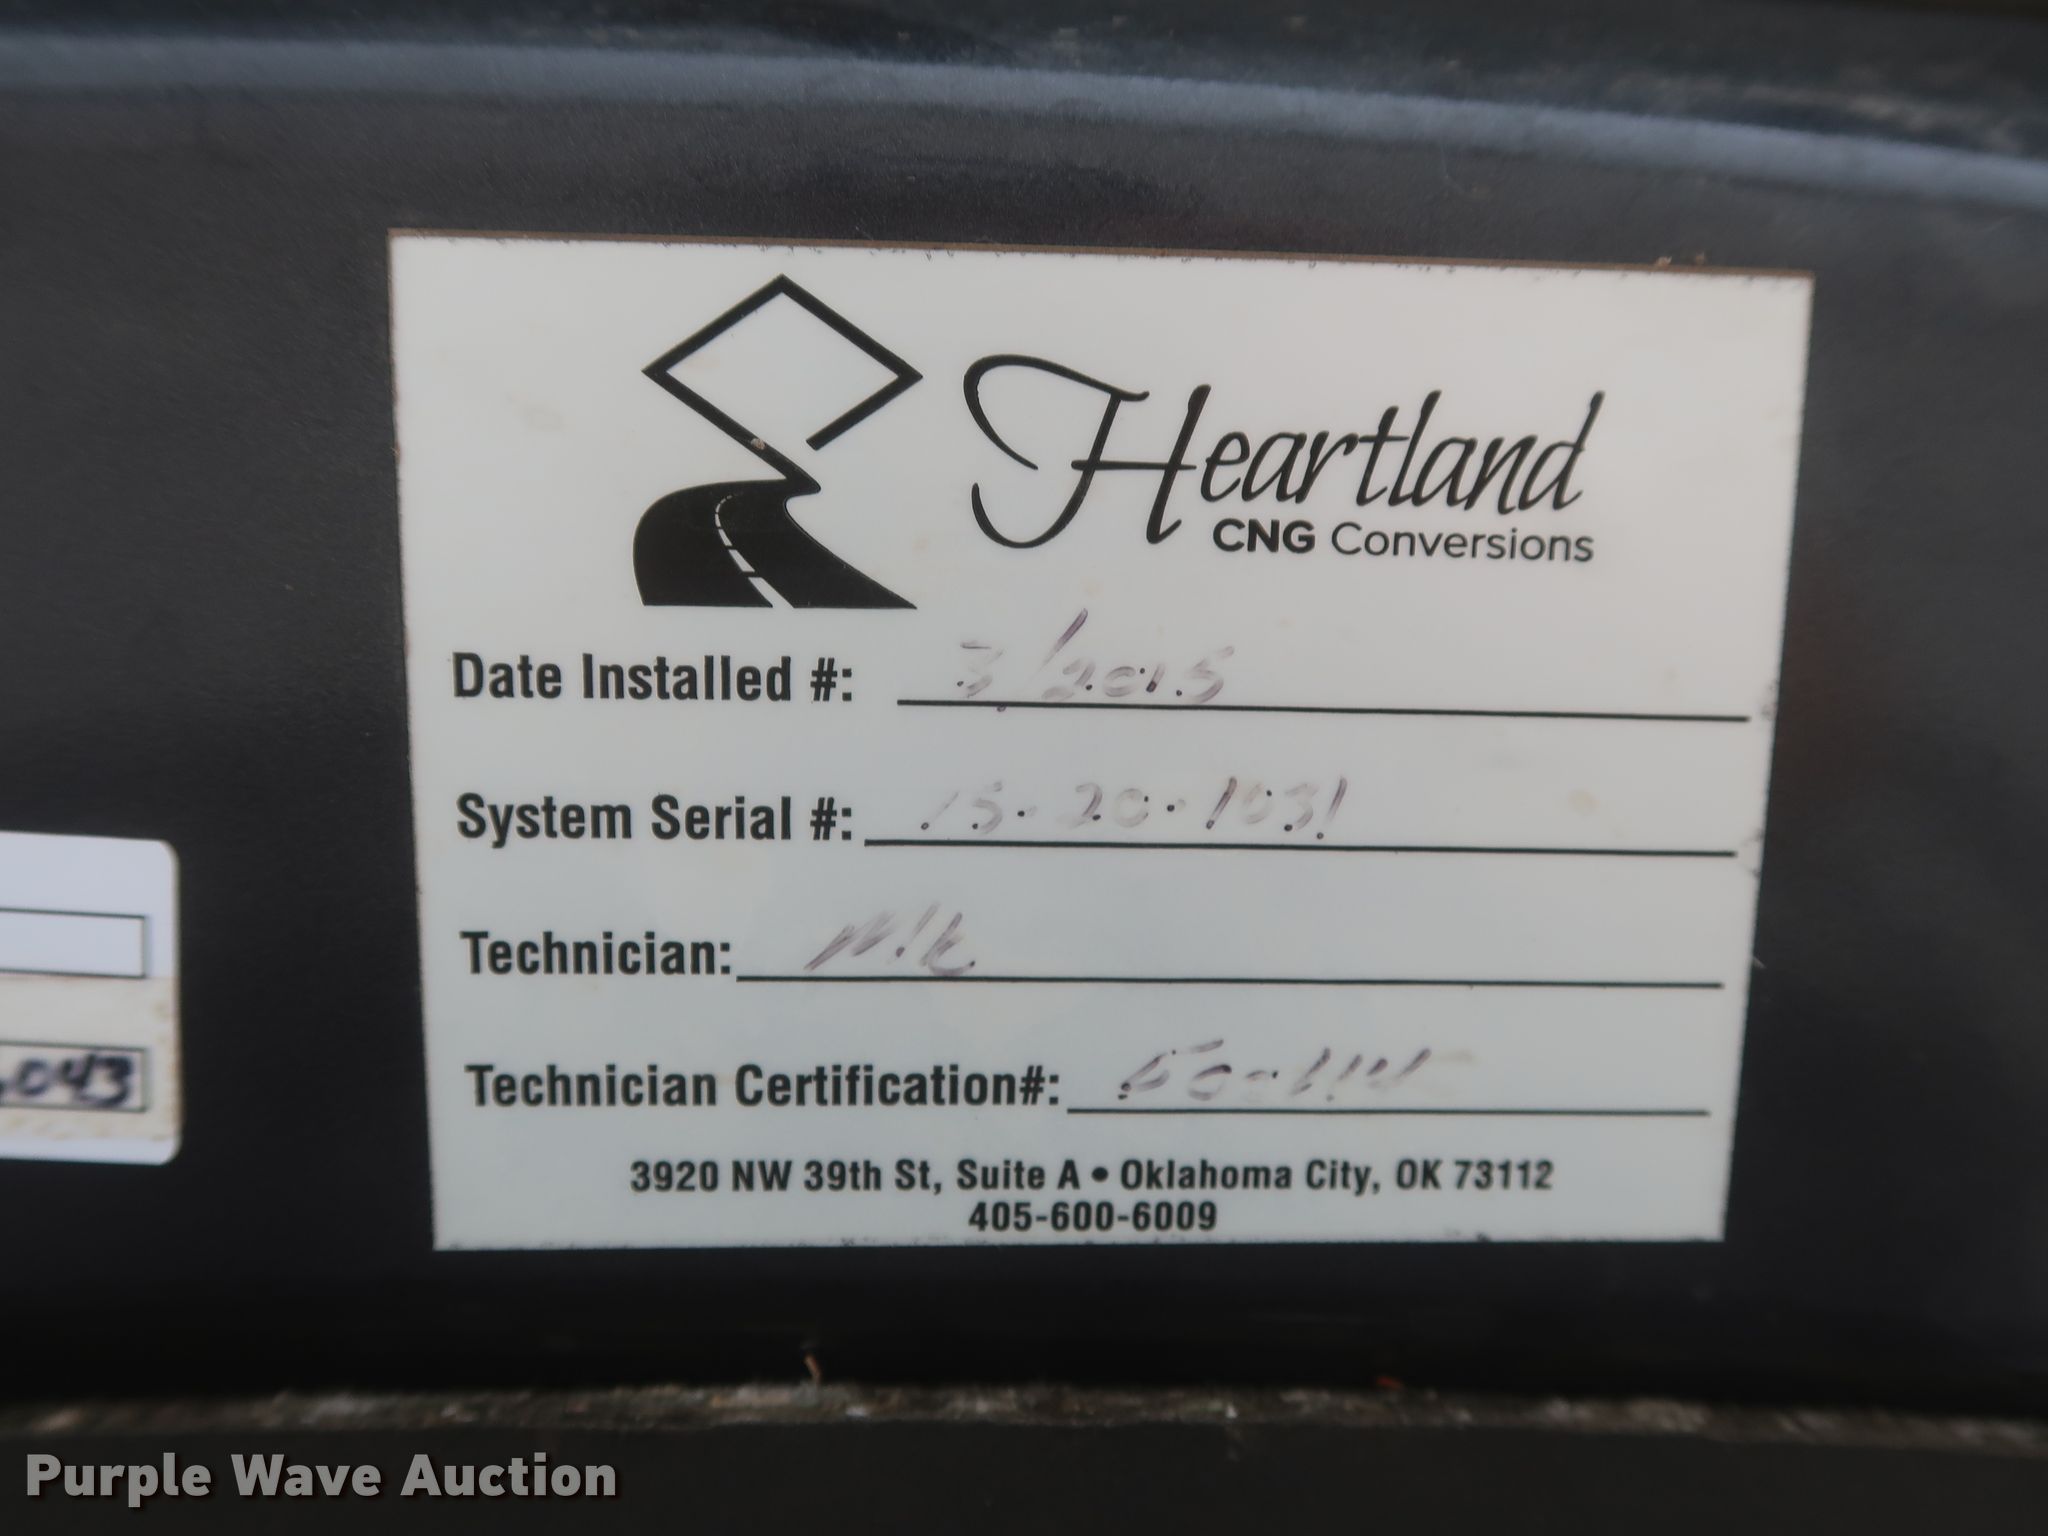 Heartland
CNG Conversions
Date Installed #: 3/2015
System Serial #: 15-20-1031
Technician:
Technician Certification#:
043
3920 NW 39th St, Suite A • Oklahoma City, OK 73112
405-600-6009
Purple Wave Auction